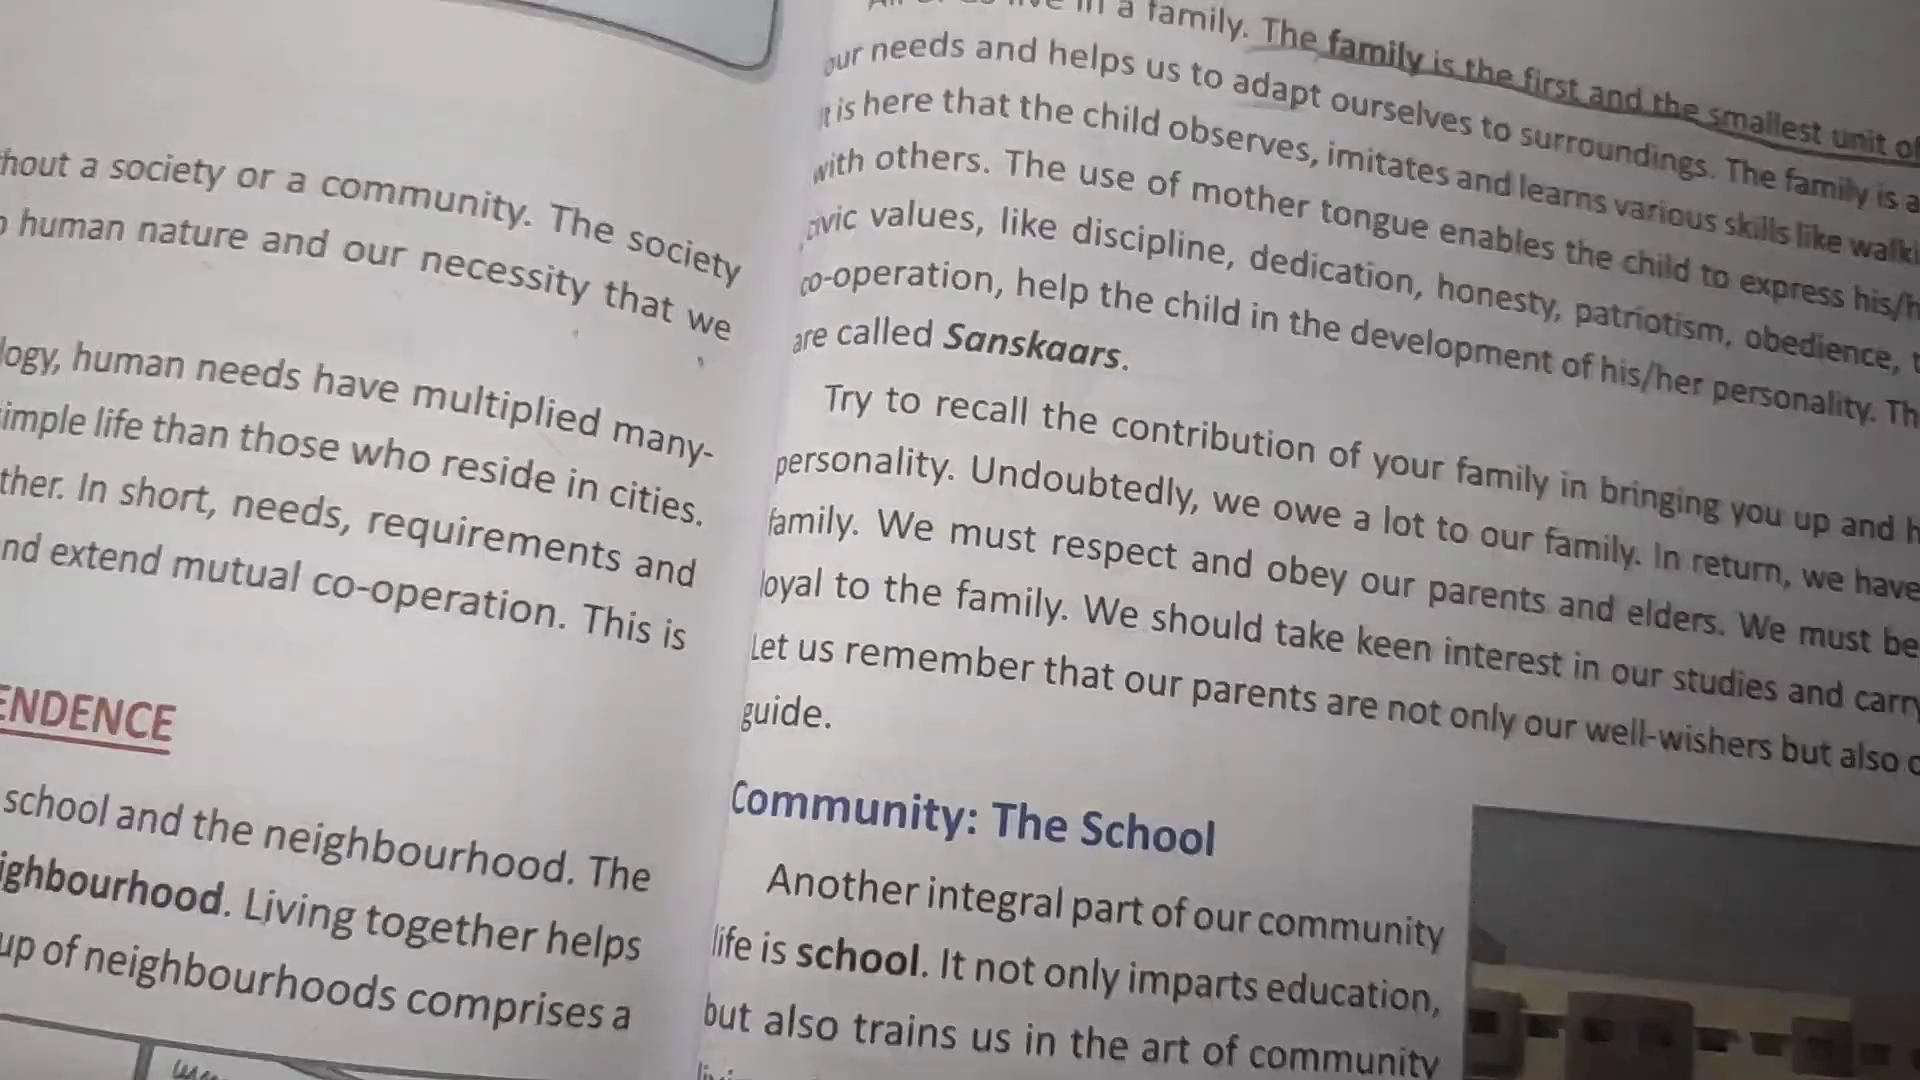 without a society or a community. The society
human nature and our necessity that we
human needs have multiplied many-
simple life than those who reside in cities.
In short, needs, requirements and
and extend mutual co-operation. This is
ENDENCE
school and the neighbourhood. The
ighbourhood. Living together helps
up of neighbourhoods comprises a
in a family. The family is the first and the smallest unit of
our needs and helps us to adapt ourselves to surroundings. The family is a
It is here that the child observes, imitates and learns various skills like walki
with others. The use of mother tongue enables the child to express his/h
civic values, like discipline, dedication, honesty, patriotism, obedience, t
co-operation, help the child in the development of his/her personality. Th
are called Sanskaars.
Try to recall the contribution of your family in bringing you up and h
personality. Undoubtedly, we owe a lot to our family. In return, we have
family. We must respect and obey our parents and elders. We must be
loyal to the family. We should take keen interest in our studies and carry
Let us remember that our parents are not only our well-wishers but also o
guide.
Community: The School
Another integral part of our community
life is school. It not only imparts education,
but also trains us in the art of community